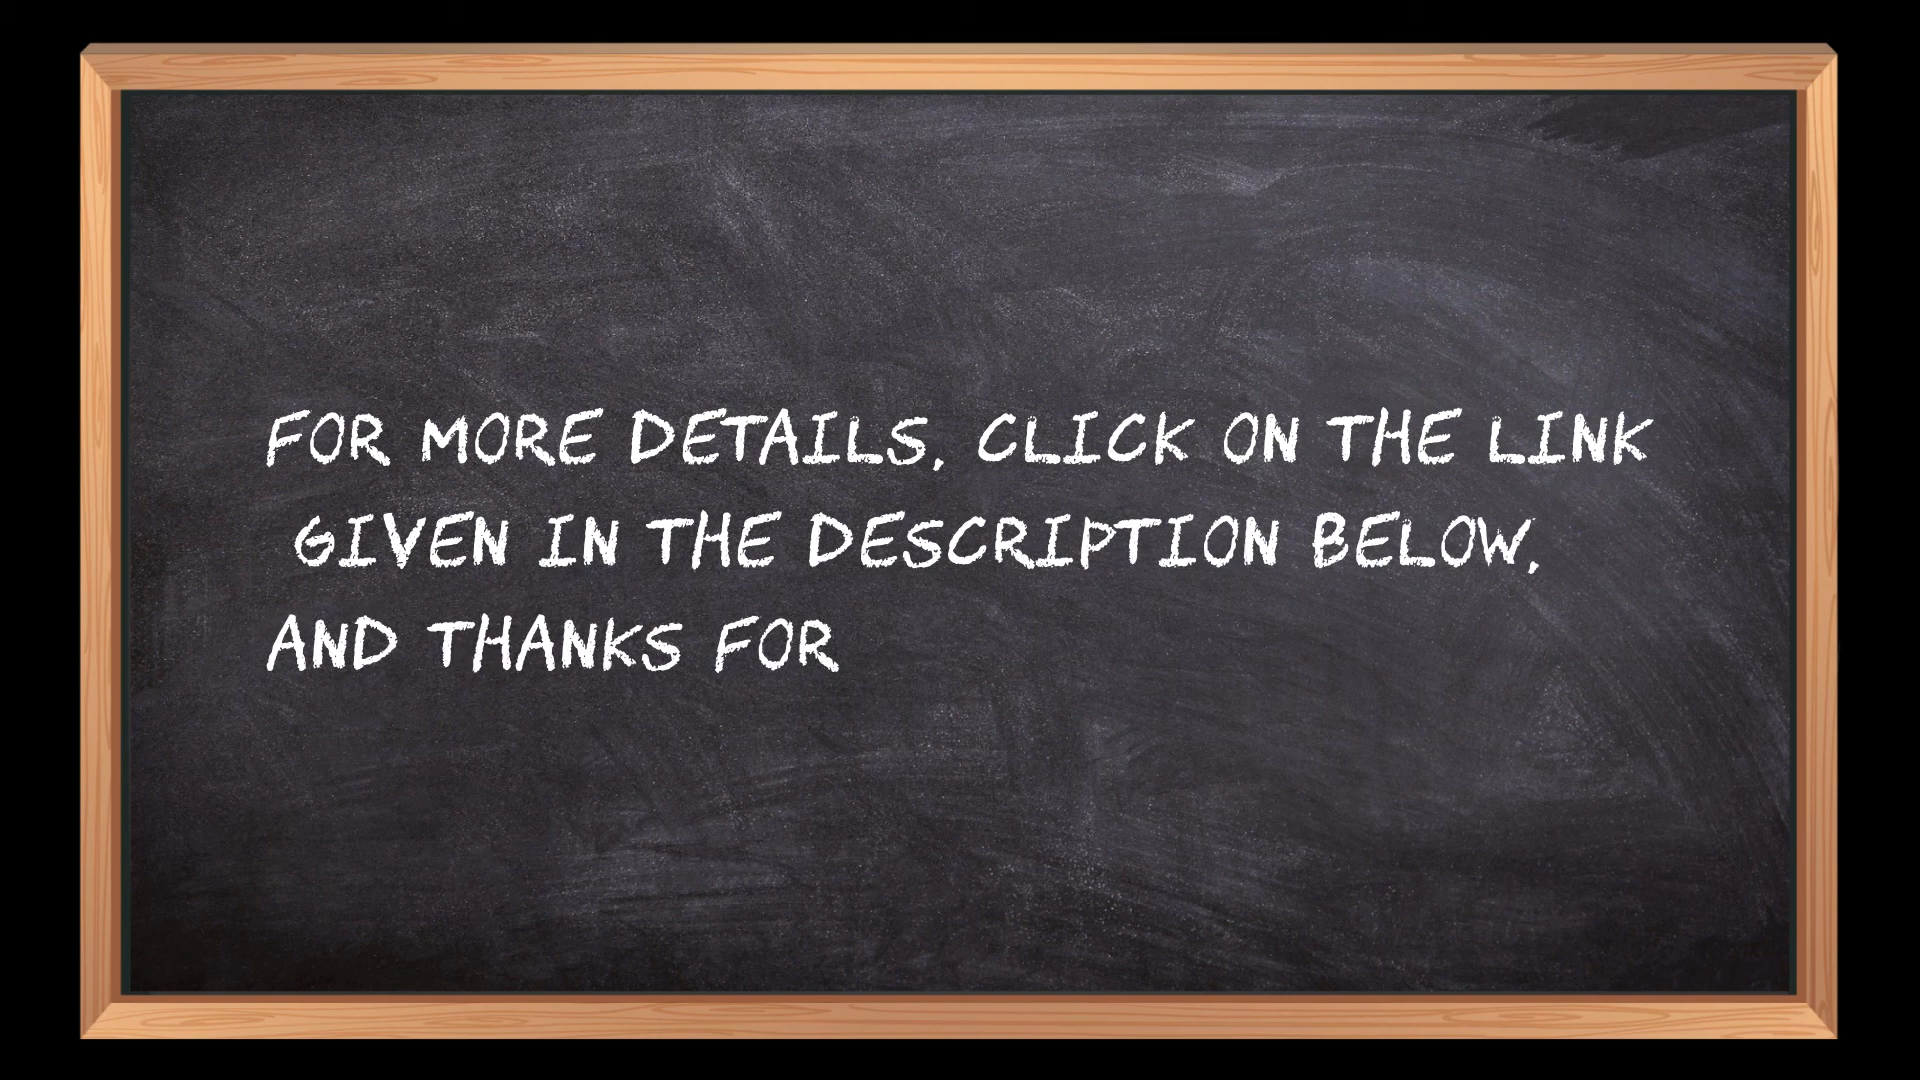 FOR MORE DETAILS, CLICK ON THE LINK
GIVEN IN THE DESCRIPTION BELOW,
AND THANKS FOR